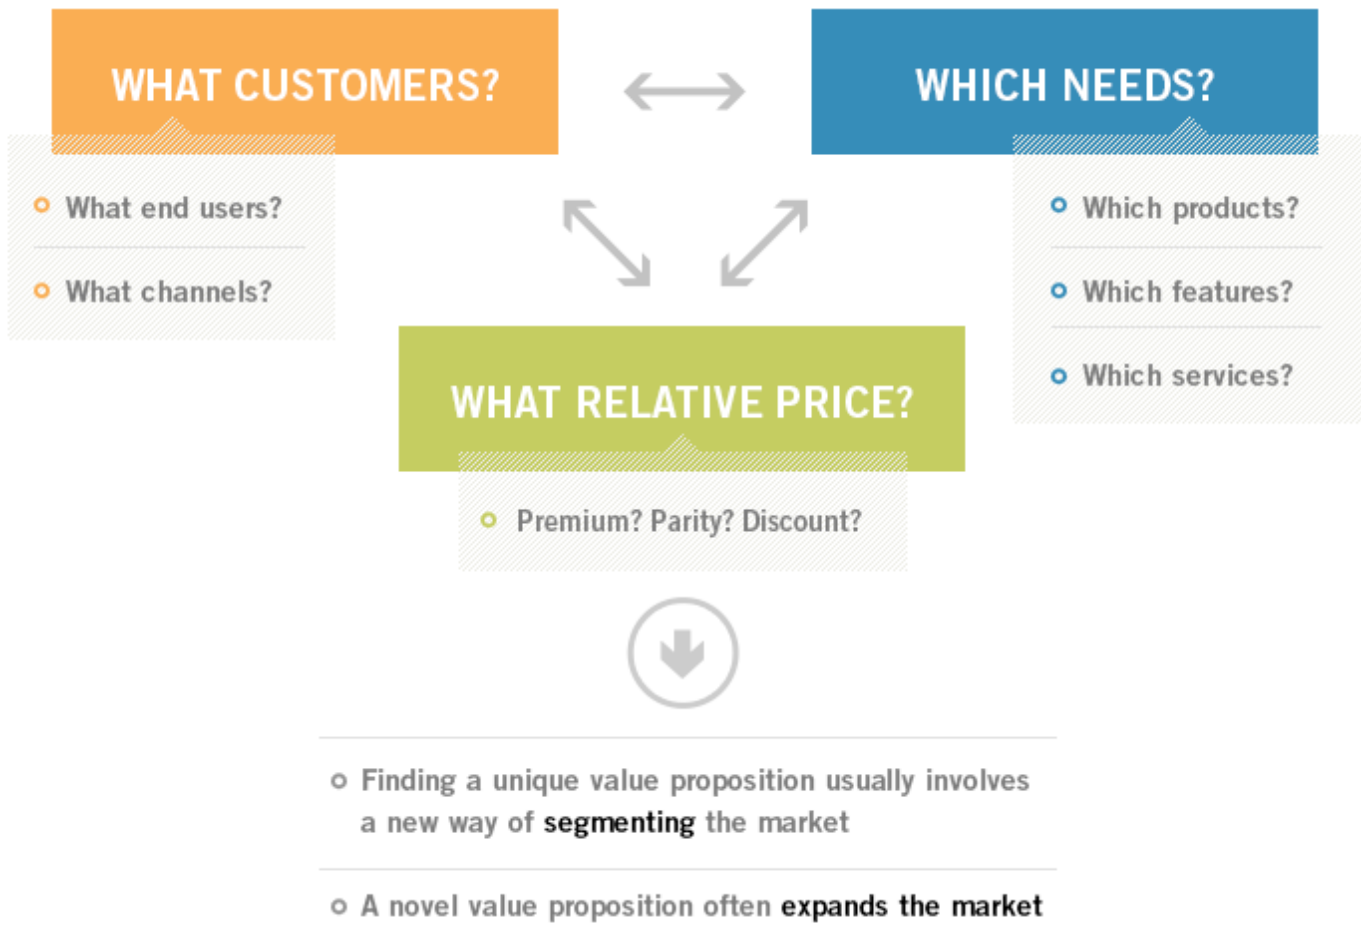 WHAT CUSTOMERS?
What end users?
What channels?
WHICH NEEDS?
Which products?
Which features?
Which services?
WHAT RELATIVE PRICE?
Premium? Parity? Discount?
Finding a unique value proposition usually involves
a new way of segmenting the market
A novel value proposition often expands the market